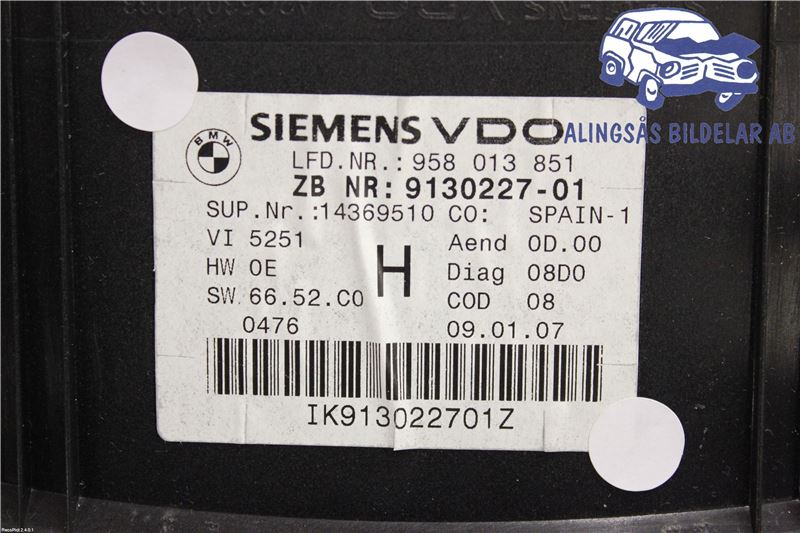 BMW
SIEMENS VDO
ALINGSÅS BILDELAR AB
LFD.NR.: 958 013 851
ZB NR: 9130227-01
SUP.Nr.:14369510 CO: SPAIN-1
VI 5251 Aend 0D.00
HW 0E H Diag 08D0
SW 66.52.C0 COD 08
0476 09.01.07
IK913022701Z